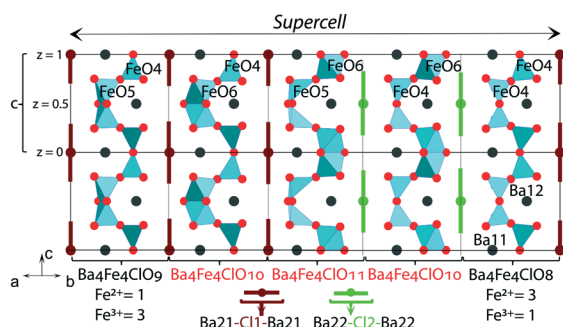 Supercell
z = 1
FeO4 FeO4 FeO6 FeO6 FeO4
FeO5 FeO6 FeO5 FeO4 FeO4
c z = 0.5
z = 0
Ba12
Ba11
c
a b
Ba4Fe4ClO9 Ba4Fe4ClO10 Ba4Fe4ClO11 Ba4Fe4ClO10 Ba4Fe4ClO8
Fe²⁺= 1 Fe²⁺= 3
Fe³⁺= 3 Fe³⁺= 1
Ba21-Cl1-Ba21 Ba22-Cl2-Ba22